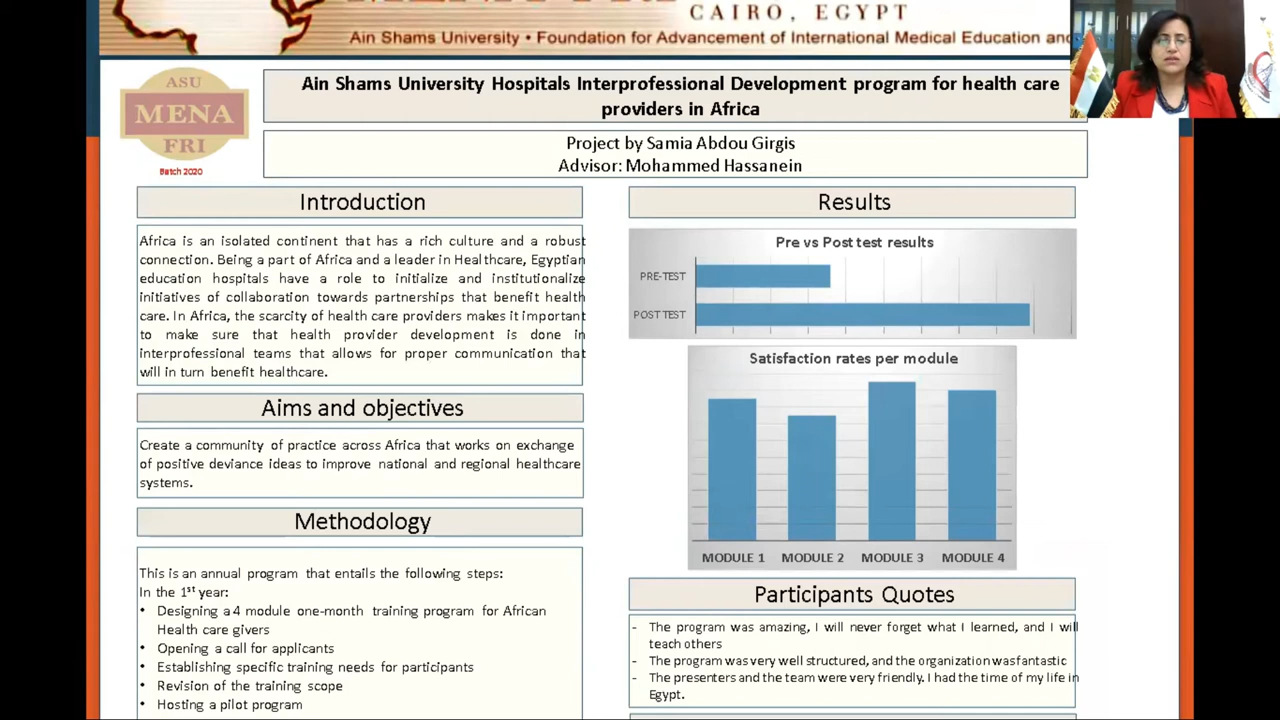 CAIRO, EGYPT
Ain Shams University • Foundation for Advancement of International Medical Education and
ASU
MENA
FRI
Batch 2020
Ain Shams University Hospitals Interprofessional Development program for health care
providers in Africa
Project by Samia Abdou Girgis
Advisor: Mohammed Hassanein
Introduction
Africa is an isolated continent that has a rich culture and a robust
connection. Being a part of Africa and a leader in Healthcare, Egyptian
education hospitals have a role to initialize and institutionalize
initiatives of collaboration towards partnerships that benefit health
care. In Africa, the scarcity of health care providers makes it important
to make sure that health provider development is done in
interprofessional teams that allows for proper communication that
will in turn benefit healthcare.
Aims and objectives
Create a community of practice across Africa that works on exchange
of positive deviance ideas to improve national and regional healthcare
systems.
Methodology
This is an annual program that entails the following steps:
In the 1st year:
• Designing a 4 module one-month training program for African
Health care givers
• Opening a call for applicants
• Establishing specific training needs for participants
• Revision of the training scope
• Hosting a pilot program
Results
Pre vs Post test results
PRE-TEST
POST TEST
Satisfaction rates per module
MODULE 1 MODULE 2 MODULE 3 MODULE 4
Participants Quotes
- The program was amazing, I will never forget what I learned, and I will
teach others
- The program was very well structured, and the organization was fantastic
- The presenters and the team were very friendly. I had the time of my life in
Egypt.